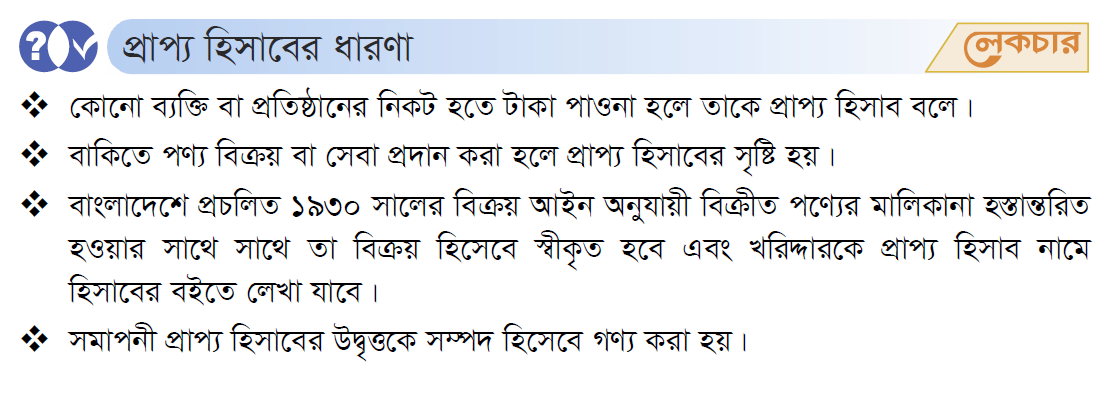 প্রাপ্য হিসাবের ধারণা
লেকচার
❖ কোনো ব্যক্তি বা প্রতিষ্ঠানের নিকট হতে টাকা পাওনা হলে তাকে প্রাপ্য হিসাব বলে।
❖ বাকিতে পণ্য বিক্রয় বা সেবা প্রদান করা হলে প্রাপ্য হিসাবের সৃষ্টি হয়।
❖ বাংলাদেশে প্রচলিত ১৯৩০ সালের বিক্রয় আইন অনুযায়ী বিক্রীত পণ্যের মালিকানা হস্তান্তরিত
হওয়ার সাথে সাথে তা বিক্রয় হিসেবে স্বীকৃত হবে এবং খরিদ্দারকে প্রাপ্য হিসাব নামে
হিসাবের বইতে লেখা যাবে।
❖ সমাপনী প্রাপ্য হিসাবের উদ্বৃত্তকে সম্পদ হিসেবে গণ্য করা হয়।